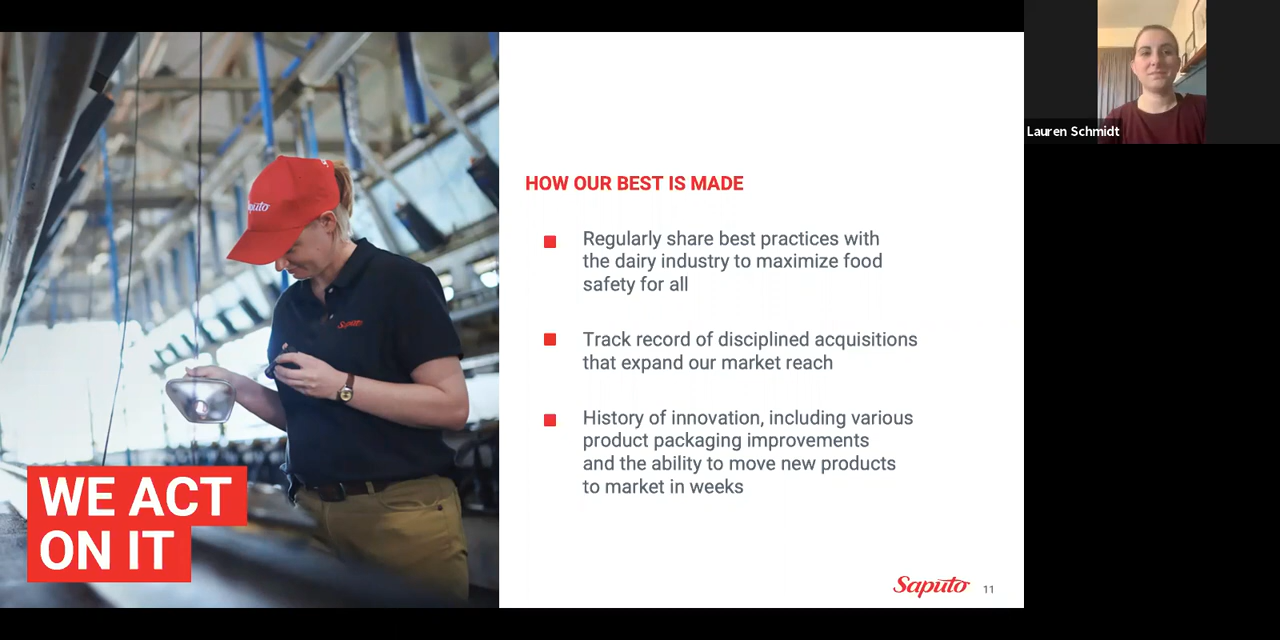 Saputo
WE ACT
ON IT
HOW OUR BEST IS MADE
Regularly share best practices with
the dairy industry to maximize food
safety for all
Track record of disciplined acquisitions
that expand our market reach
History of innovation, including various
product packaging improvements
and the ability to move new products
to market in weeks
Saputo
11
Lauren Schmidt